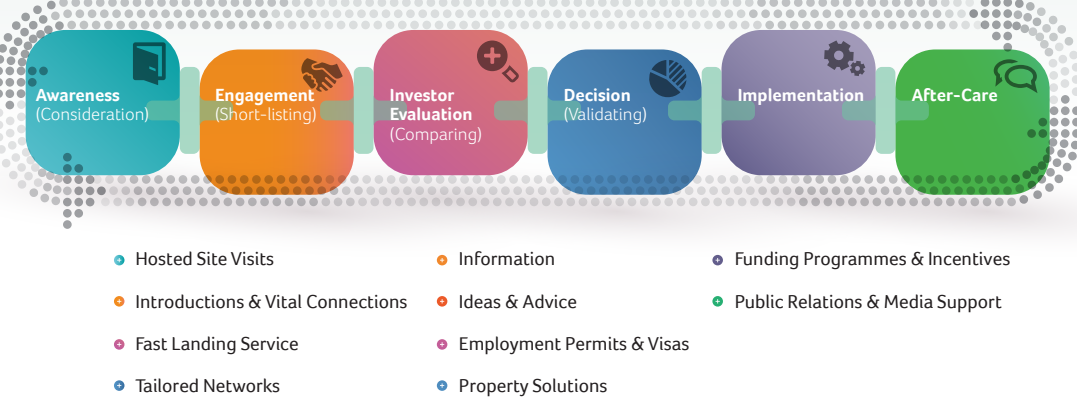 Awareness
(Consideration)
Engagement
(Short-listing)
Investor
Evaluation
(Comparing)
Decision
(Validating)
Implementation
After-Care
Hosted Site Visits
Introductions & Vital Connections
Fast Landing Service
Tailored Networks
Information
Ideas & Advice
Employment Permits & Visas
Property Solutions
Funding Programmes & Incentives
Public Relations & Media Support